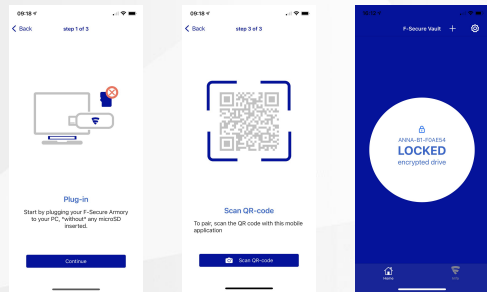 09:18
Back
step 1 of 3
Plug-in
Start by plugging your F-Secure Armory
to your PC, *without* any microSD
inserted.
Continue
09:18
Back
step 3 of 3
Scan QR-code
To pair, scan the QR code with this mobile
application
Scan QR-code
F-Secure Vault
ANNA-B1-F0AE54
LOCKED
encrypted drive
Home